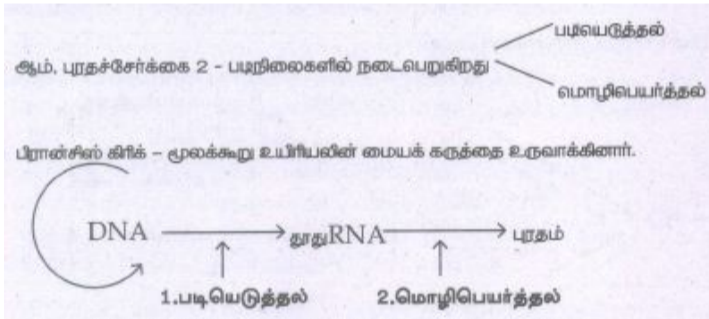 படியெடுத்தல்
ஆம், புரதச்சேர்க்கை 2 - படிநிலைகளில் நடைபெறுகிறது
மொழிபெயர்த்தல்
பிரான்சிஸ் கிரிக் – மூலக்கூறு உயிரியலின் மையக் கருத்தை உருவாக்கினார்.
DNA தூதுRNA புரதம்
1.படியெடுத்தல் 2.மொழிபெயர்த்தல்